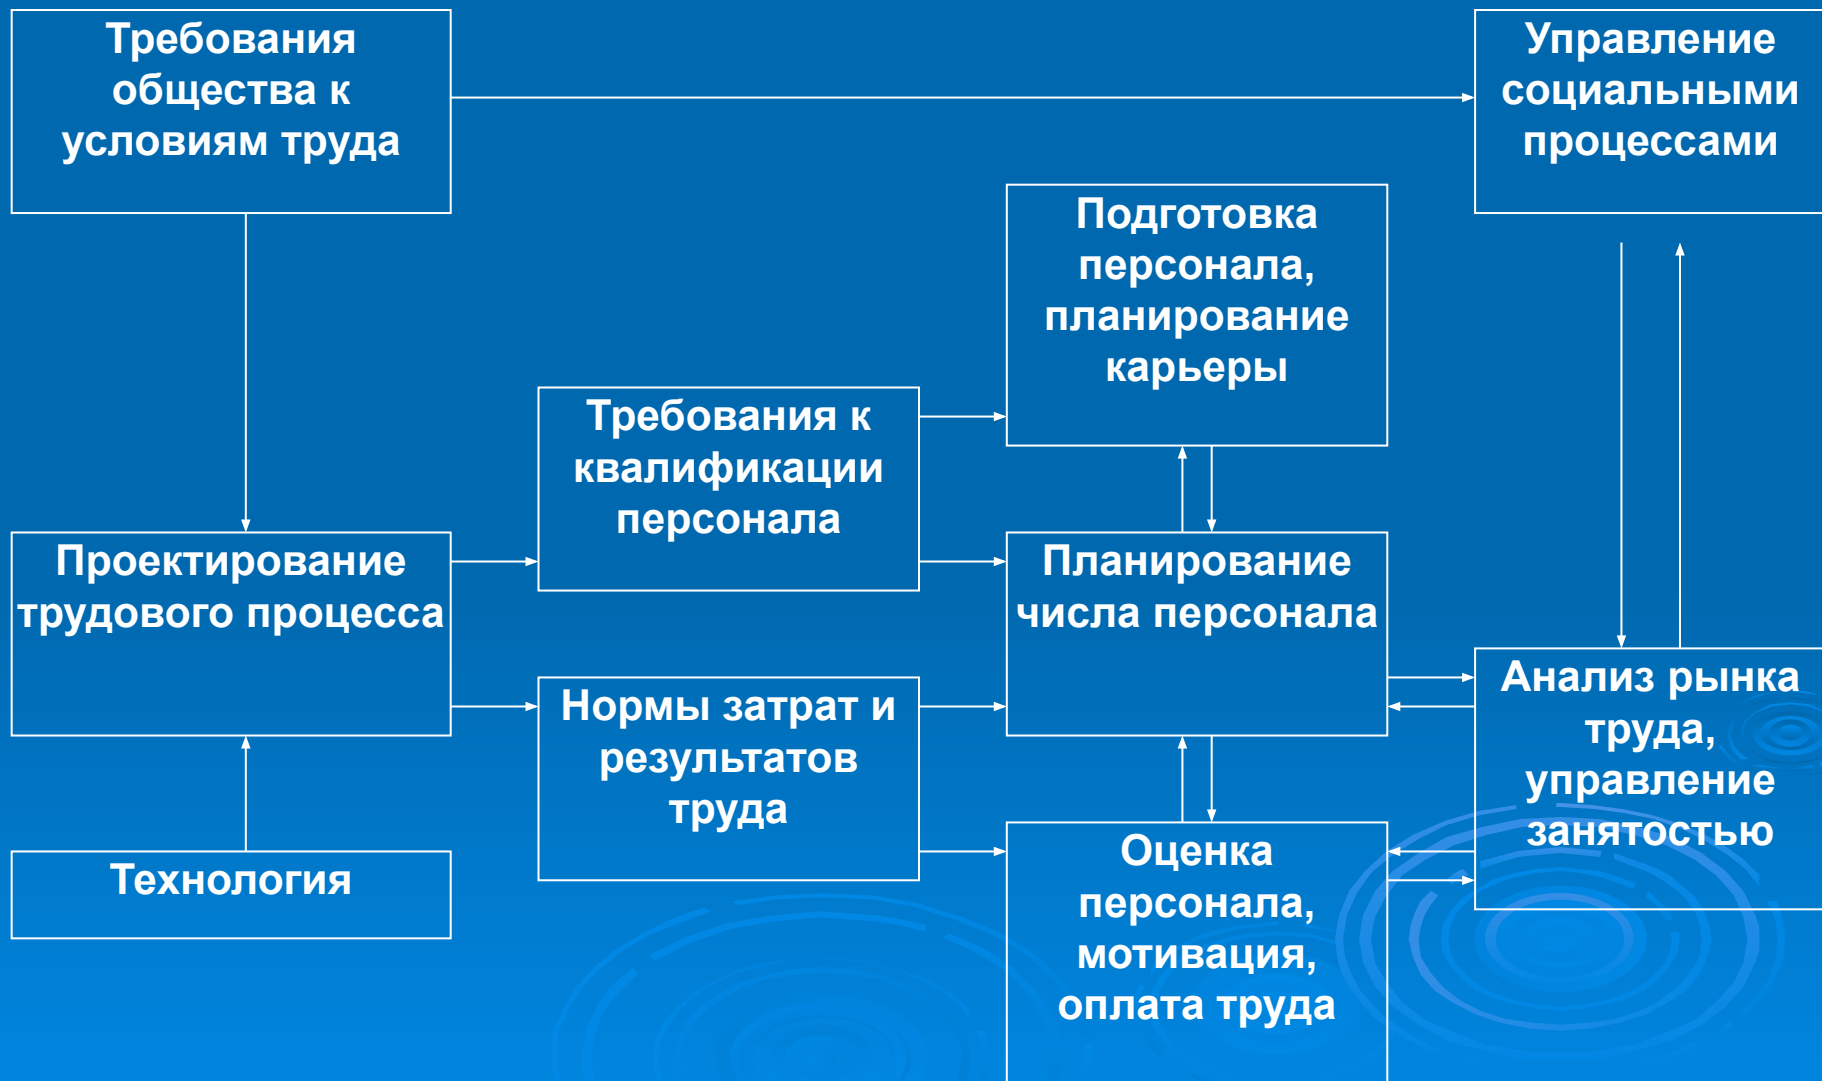 Требования
общества к
условиям труда
Управление
социальными
процессами
Подготовка
персонала,
планирование
карьеры
Требования к
квалификации
персонала
Проектирование
трудового процесса
Планирование
числа персонала
Нормы затрат и
результатов
труда
Анализ рынка
труда,
управление
занятостью
Технология
Оценка
персонала,
мотивация,
оплата труда